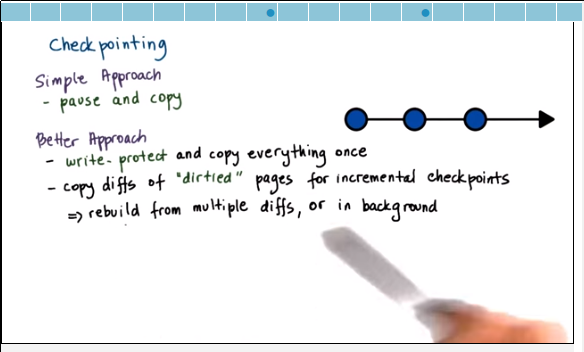 Checkpointing
Simple Approach
- pause and copy
Better Approach
- write-protect and copy everything once
- copy diffs of "dirtied" pages for incremental checkpoints
⇒ rebuild from multiple diffs, or in background